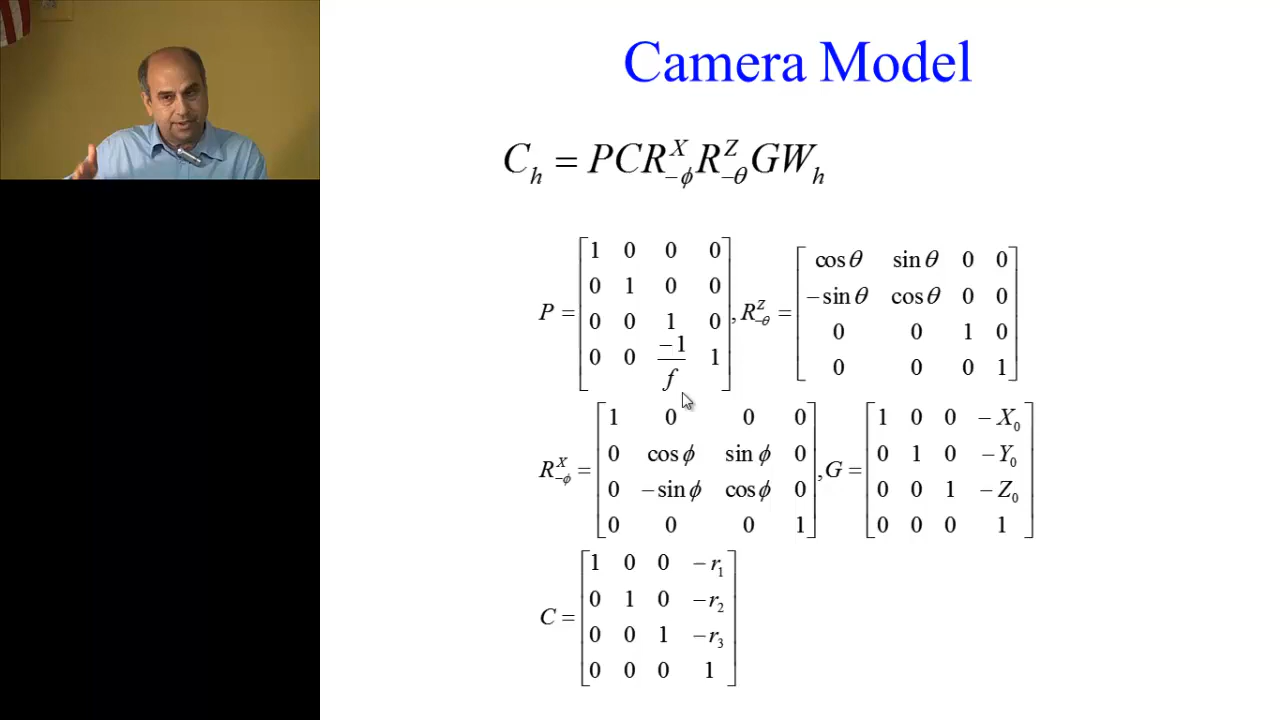 Camera Model
C_h = PCR^X_{-φ} R^Z_{-θ} GW_h
P = [1 0 0 0; 0 1 0 0; 0 0 1 0; 0 0 -1/f 1], R^Z_{-θ} = [cos θ sin θ 0 0; -sin θ cos θ 0 0; 0 0 1 0; 0 0 0 1]
R^X_{-φ} = [1 0 0 0; 0 cos φ sin φ 0; 0 -sin φ cos φ 0; 0 0 0 1], G = [1 0 0 -X_0; 0 1 0 -Y_0; 0 0 1 -Z_0; 0 0 0 1]
C = [1 0 0 -r_1; 0 1 0 -r_2; 0 0 1 -r_3; 0 0 0 1]